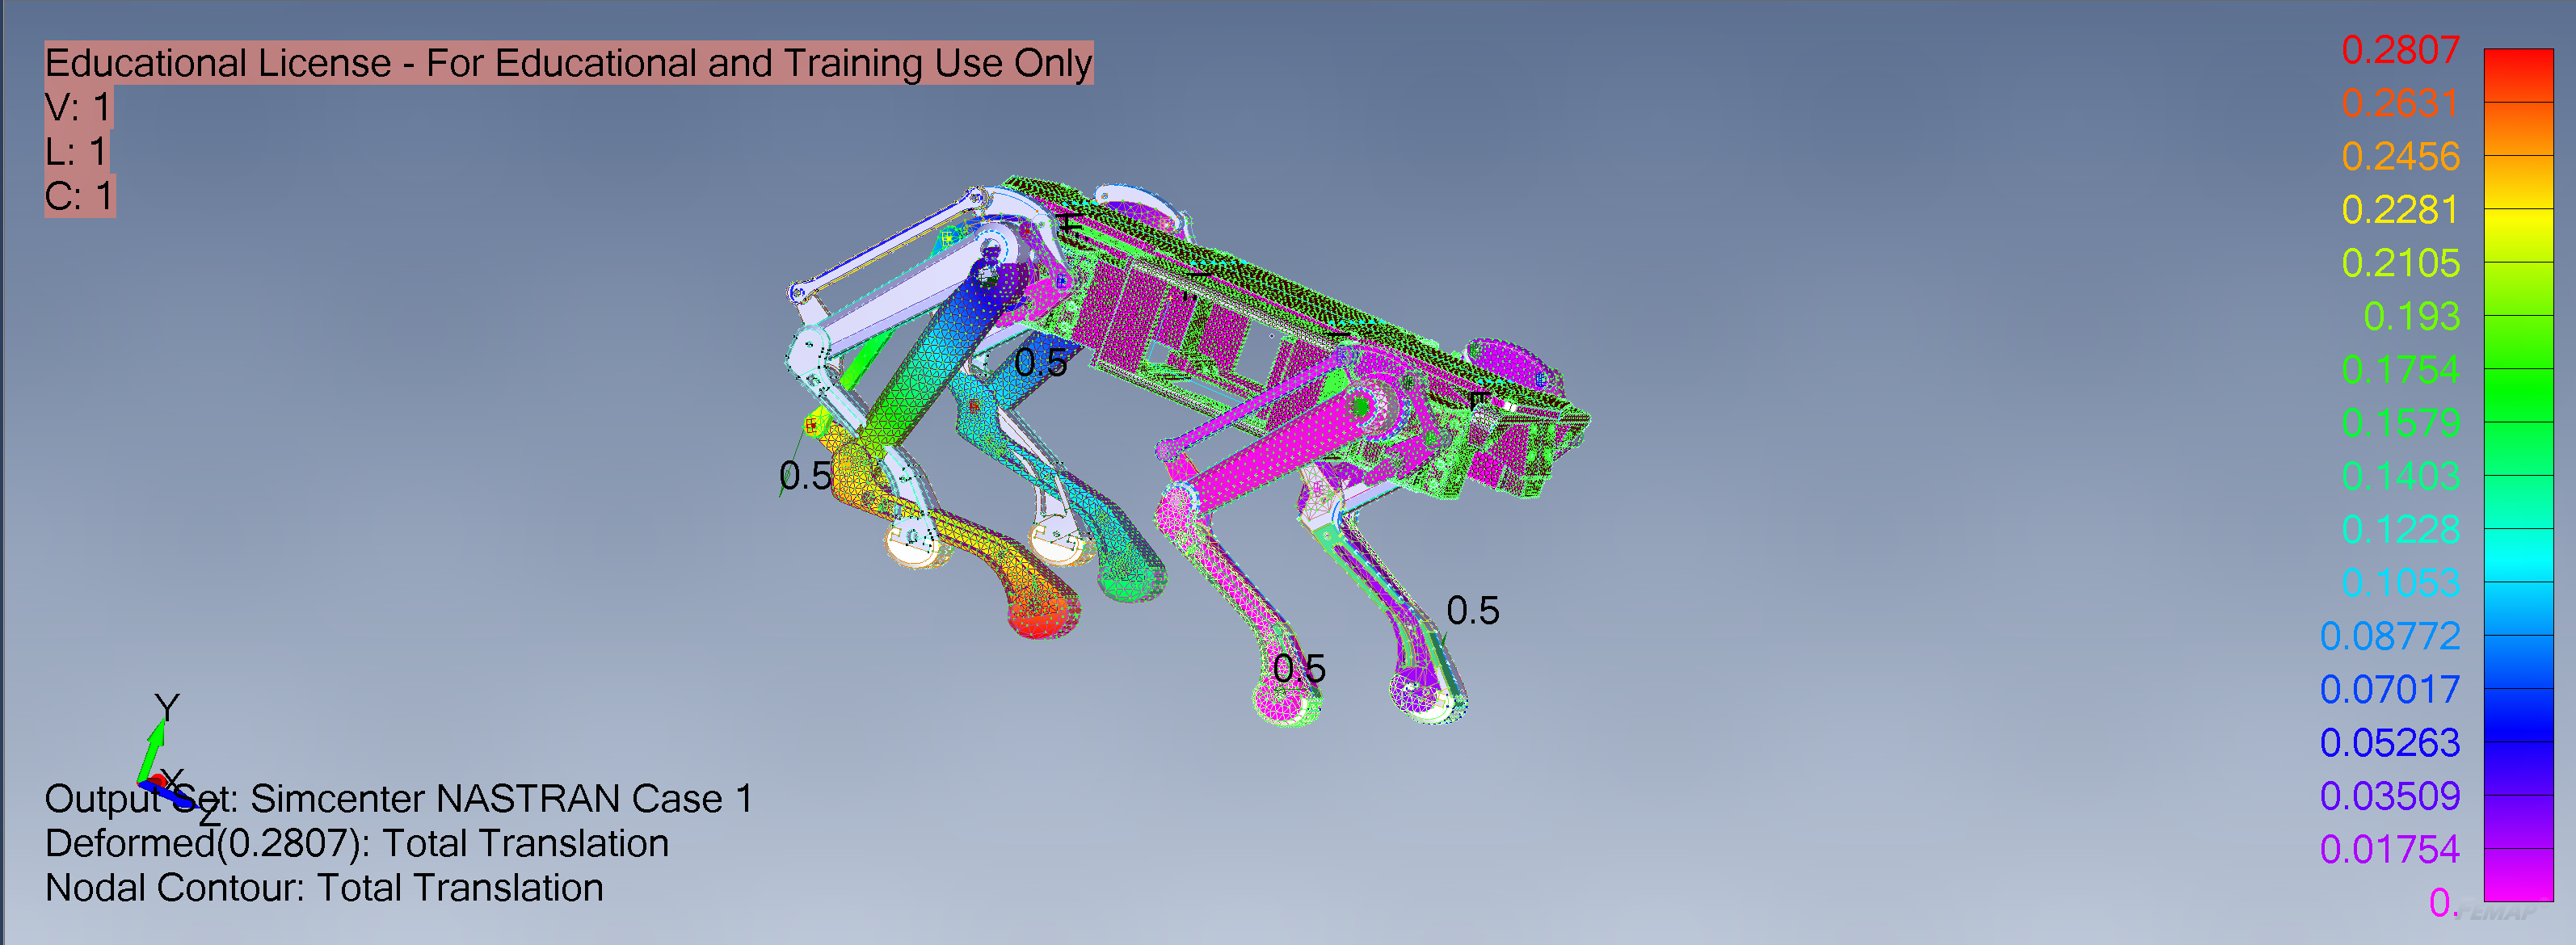 Educational License - For Educational and Training Use Only
V: 1
L: 1
C: 1
0.2807
0.2631
0.2456
0.2281
0.2105
0.193
0.1754
0.1579
0.1403
0.1228
0.1053
0.08772
0.07017
0.05263
0.03509
0.01754
0.
FEMAP
0.5
0.5
0.5
0.5
Y
X
Z
Output Set: Simcenter NASTRAN Case 1
Deformed(0.2807): Total Translation
Nodal Contour: Total Translation